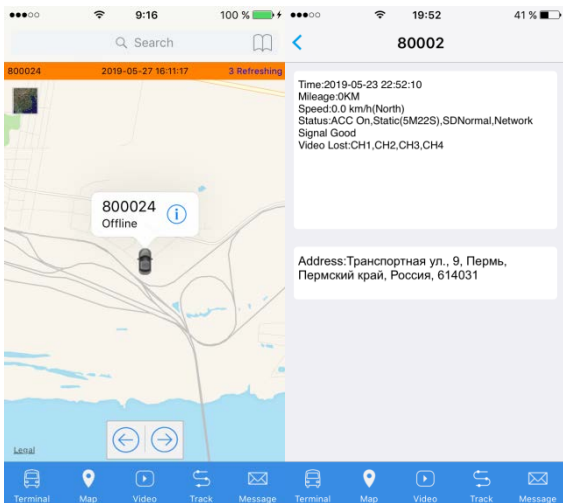 9:16
100 %
Search
800024
2019-05-27 16:11:17
3 Refreshing
800024
Offline
Legal
Terminal
Map
Video
Track
Message
19:52
41 %
80002
Time:2019-05-23 22:52:10
Mileage:0KM
Speed:0.0 km/h(North)
Status:ACC On,Static(5M22S),SDNormal,Network
Signal Good
Video Lost:CH1,CH2,CH3,CH4
Address:Транспортная ул., 9, Пермь,
Пермский край, Россия, 614031
Terminal
Map
Video
Track
Message